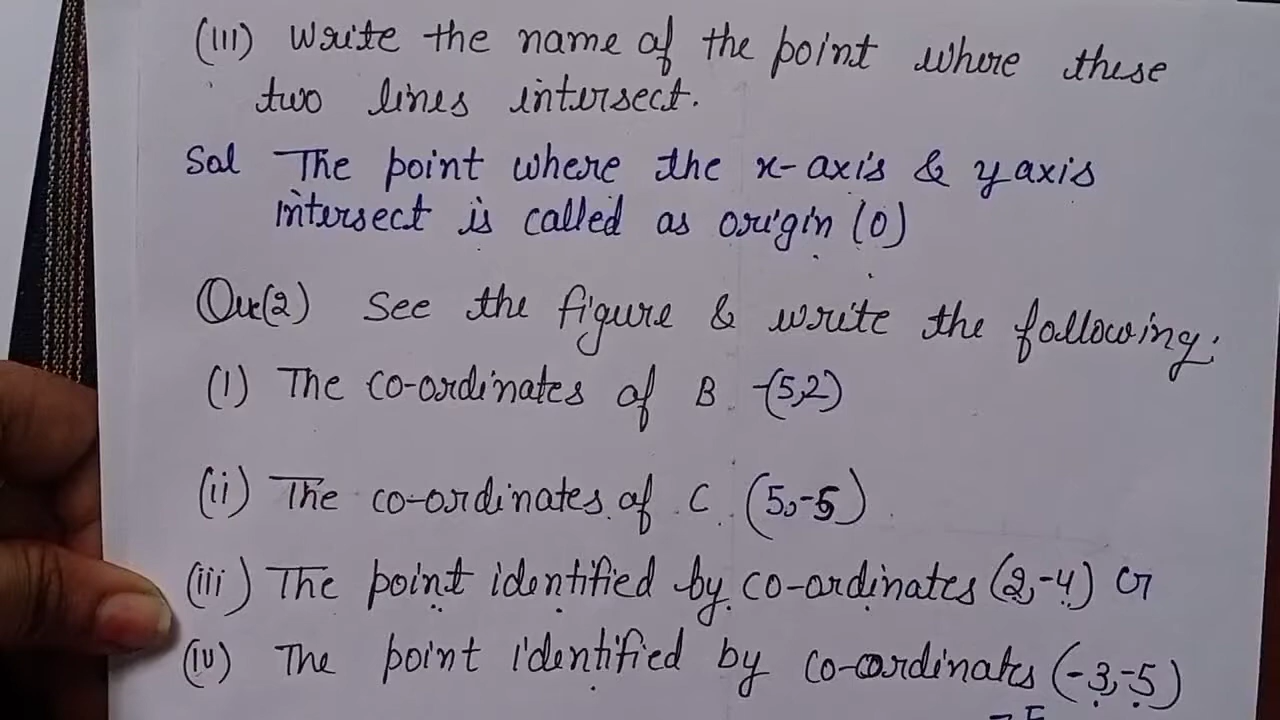 (III) Write the name of the point where these
two lines intersect.
Sol The point where the x-axis & y axis
intersect is called as origin (0)
Que(2) See the figure & write the following:
(I) The co-ordinates of B -(5,2)
(ii) The co-ordinates of C (5,-5)
(iii) The point identified by co-ordinates (2,-4) or
(IV) The point identified by co-oordinates (-3,-5)
= E